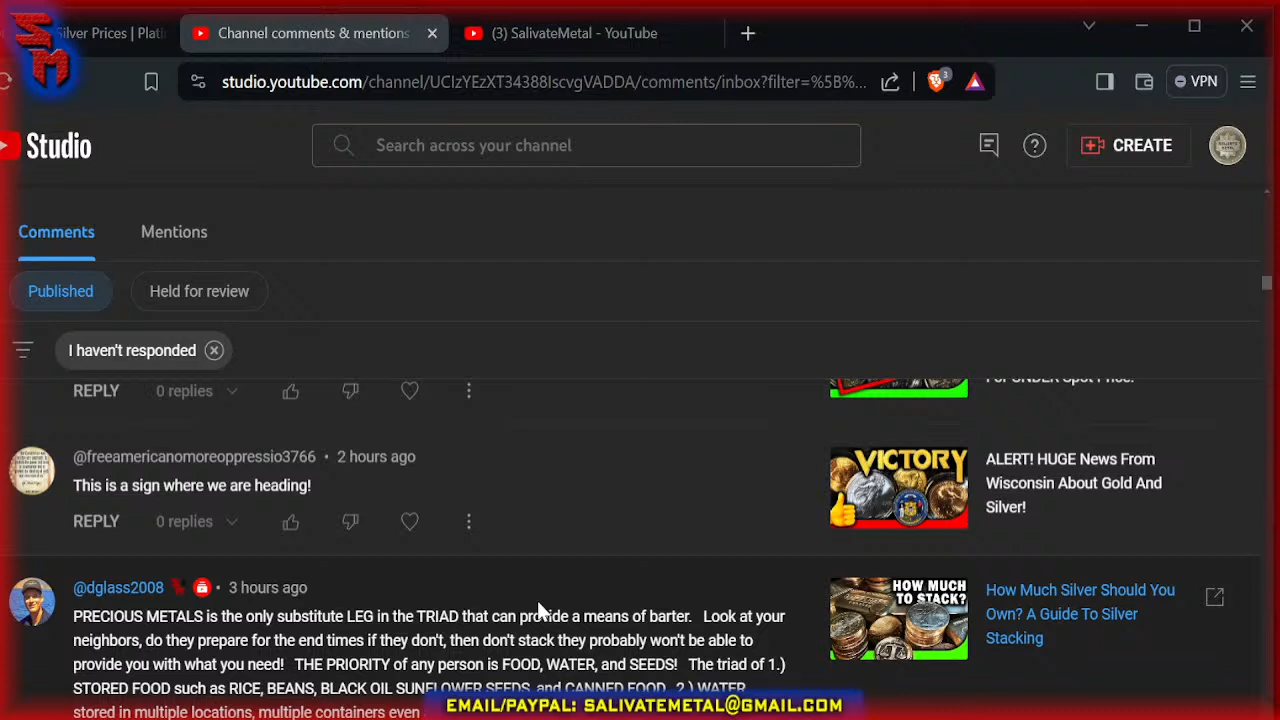 SM
Silver Prices | Plati
Channel comments & mentions
(3) SalivateMetal - YouTube
studio.youtube.com/channel/UCIzYEzXT34388IscvgVADDA/comments/inbox?filter=%5B%...
3
VPN
Studio
Search across your channel
CREATE
Comments
Mentions
Published
Held for review
I haven't responded
REPLY
0 replies
For UNDER Spot Price!
@freeamericanomoreoppressio3766 • 2 hours ago
This is a sign where we are heading!
REPLY
0 replies
VICTORY
ALERT! HUGE News From
Wisconsin About Gold And
Silver!
@dglass2008
• 3 hours ago
PRECIOUS METALS is the only substitute LEG in the TRIAD that can provide a means of barter. Look at your
neighbors, do they prepare for the end times if they don't, then don't stack they probably won't be able to
provide you with what you need! THE PRIORITY of any person is FOOD, WATER, and SEEDS! The triad of 1.)
STORED FOOD such as RICE, BEANS, BLACK OIL SUNFLOWER SEEDS, and CANNED FOOD. 2.) WATER
stored in multiple locations, multiple containers even
HOW MUCH
TO STACK?
How Much Silver Should You
Own? A Guide To Silver
Stacking
EMAIL/PAYPAL: SALIVATEMETAL@GMAIL.COM